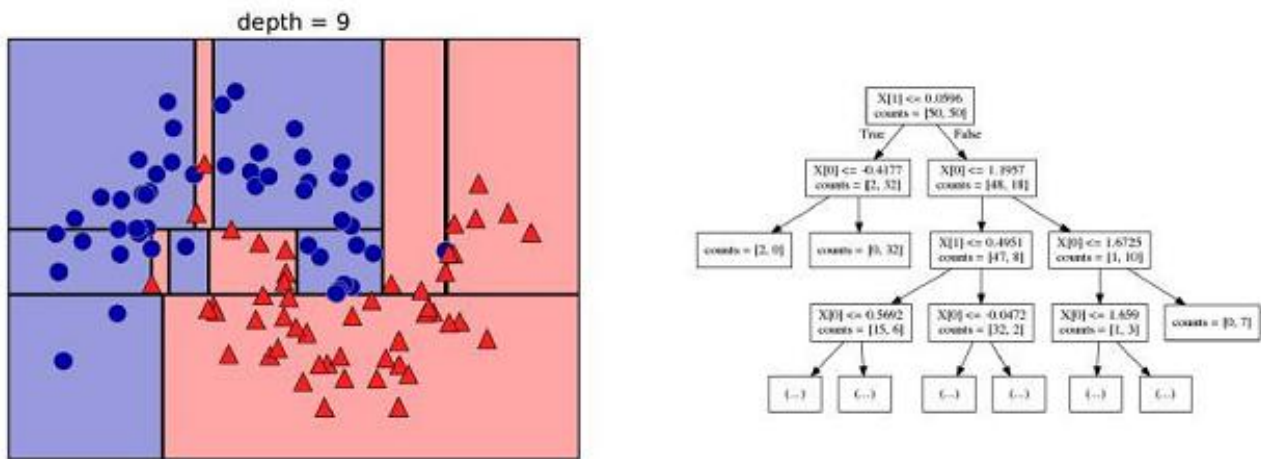 depth = 9
X[1] <= 0.0596
counts = [50, 50]
True
False
X[0] <= -0.4177
counts = [2, 32]
X[0] <= 1.1957
counts = [48, 18]
counts = [2, 0]
counts = [0, 32]
X[1] <= 0.4951
counts = [47, 8]
X[0] <= 1.6725
counts = [1, 10]
X[0] <= 0.5692
counts = [15, 6]
X[0] <= -0.0472
counts = [32, 2]
X[0] <= 1.659
counts = [1, 3]
counts = [0, 7]
(...)
(...)
(...)
(...)
(...)
(...)